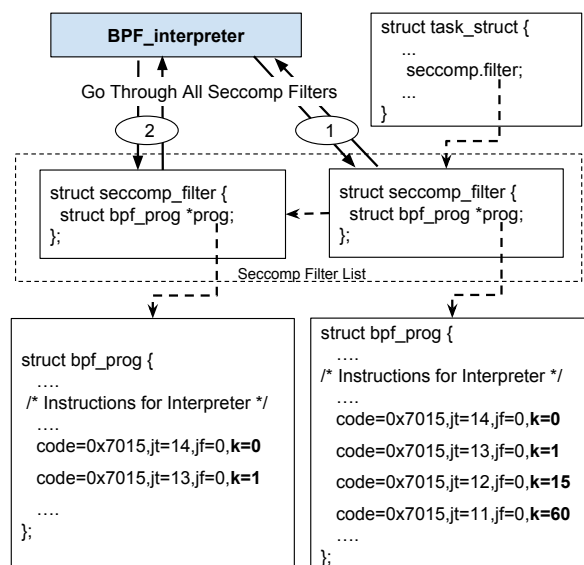 BPF_interpreter
struct task_struct {
...
seccomp.filter;
...
}
Go Through All Seccomp Filters
2
1
struct seccomp_filter {
struct bpf_prog *prog;
};
struct seccomp_filter {
struct bpf_prog *prog;
};
Seccomp Filter List
struct bpf_prog {
....
/* Instructions for Interpreter */
....
code=0x7015,jt=14,jf=0,k=0
code=0x7015,jt=13,jf=0,k=1
....
};
struct bpf_prog {
....
/* Instructions for Interpreter */
....
code=0x7015,jt=14,jf=0,k=0
code=0x7015,jt=13,jf=0,k=1
code=0x7015,jt=12,jf=0,k=15
code=0x7015,jt=11,jf=0,k=60
....
};